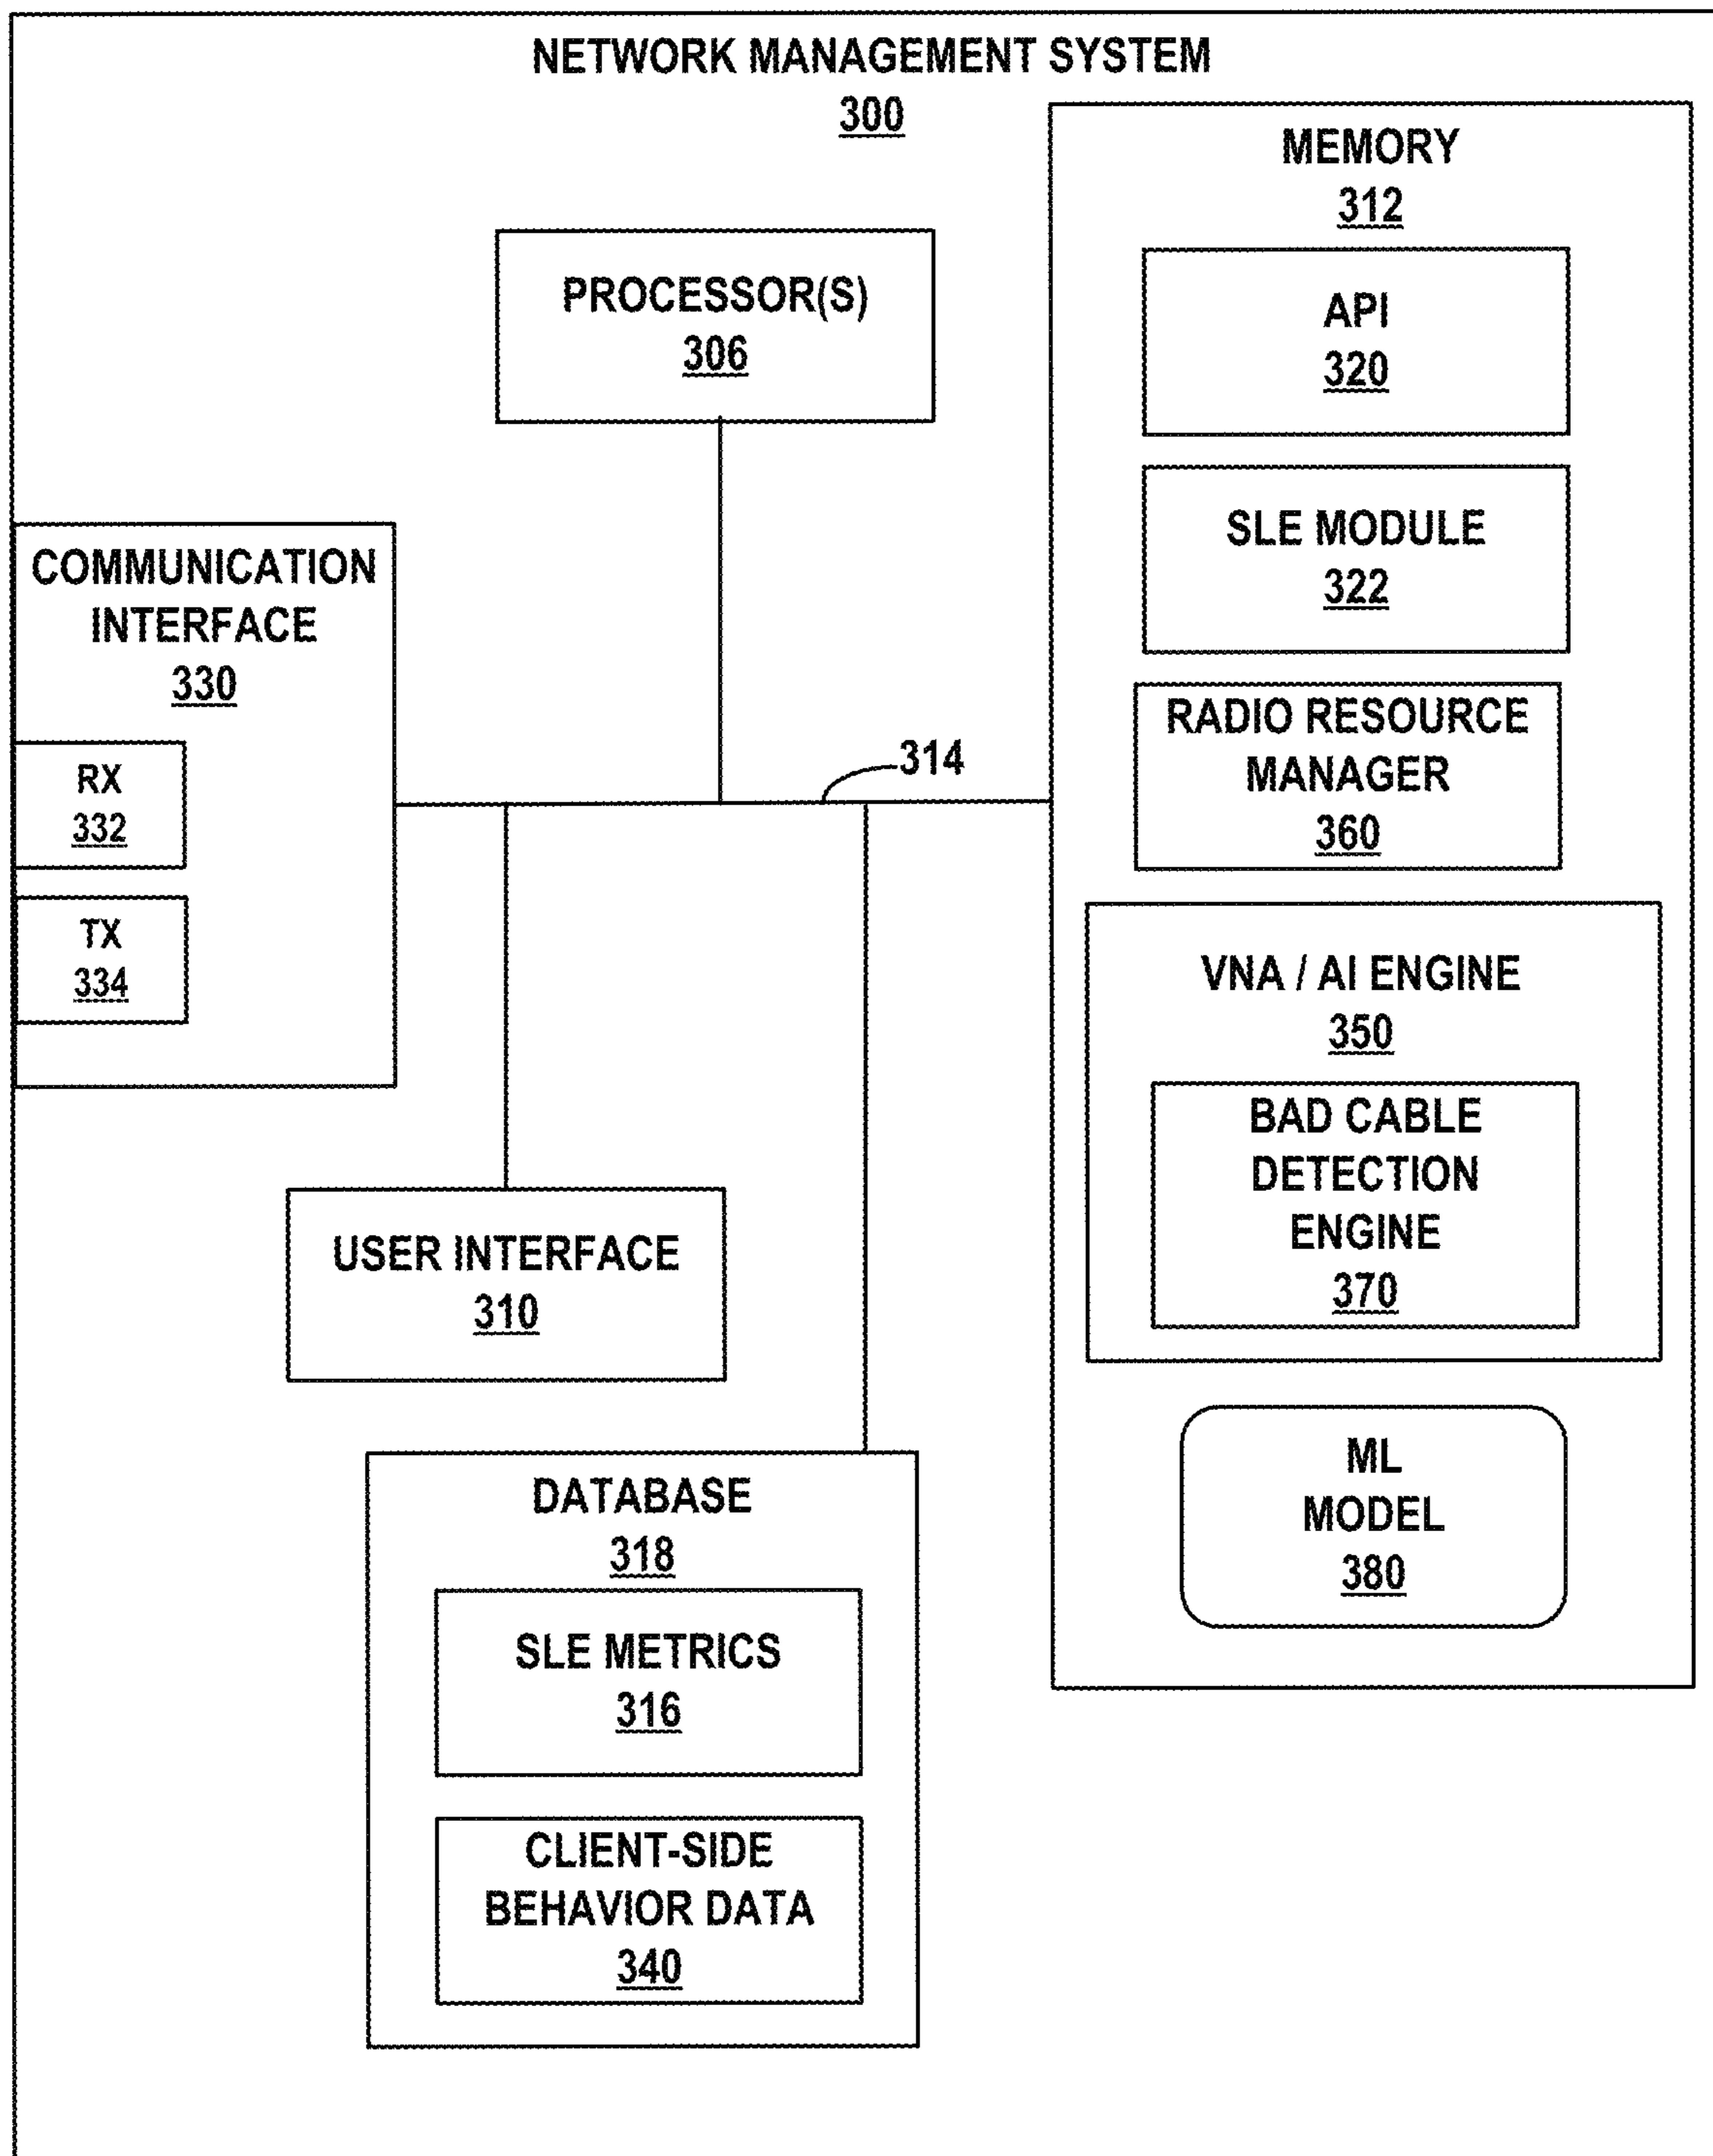 NETWORK MANAGEMENT SYSTEM
300
PROCESSOR(S)
306
COMMUNICATION
INTERFACE
330
RX
332
TX
334
314
USER INTERFACE
310
DATABASE
318
SLE METRICS
316
CLIENT-SIDE
BEHAVIOR DATA
340
MEMORY
312
API
320
SLE MODULE
322
RADIO RESOURCE
MANAGER
360
VNA / AI ENGINE
350
BAD CABLE
DETECTION
ENGINE
370
ML
MODEL
380